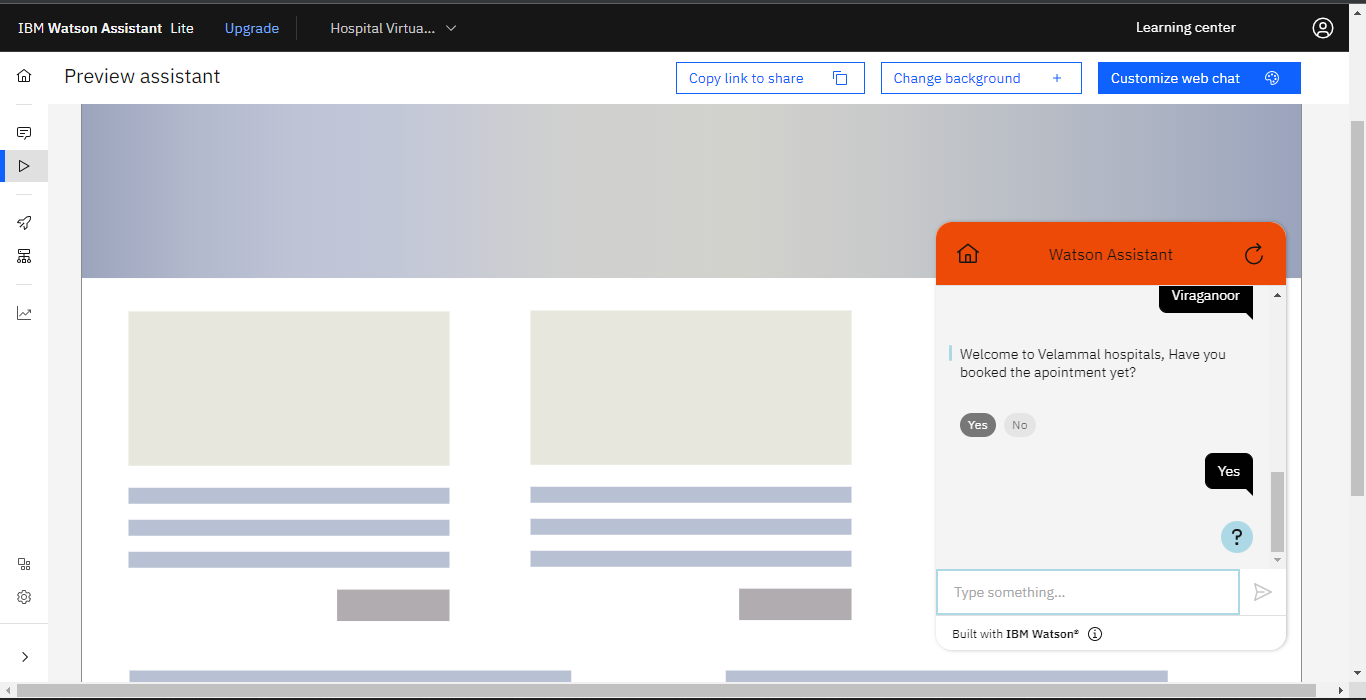 IBM Watson Assistant Lite
Upgrade
Hospital Virtua...
Learning center
Preview assistant
Copy link to share
Change background
Customize web chat
Watson Assistant
Viraganoor
Welcome to Velammal hospitals, Have you
booked the apointment yet?
Yes
No
Yes
?
Type something...
Built with IBM Watson®